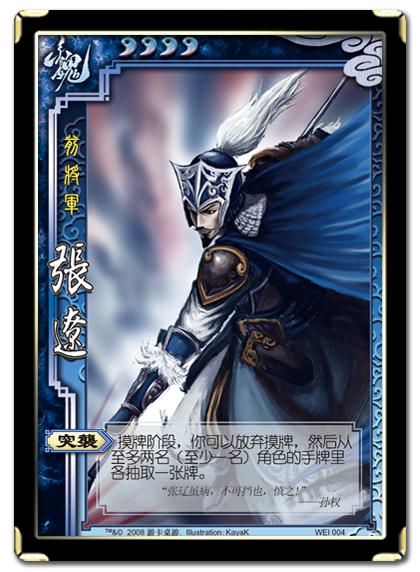 魏
前將軍
張遼
突襲
摸牌阶段，你可以放弃摸牌，然后从
至多两名（至少一名）角色的手牌里
各抽取一张牌。
“张辽虽病，不可挡也，慎之！”
——孙权
™&© 2008 游卡桌游. Illustration: KayaK
WEI 004